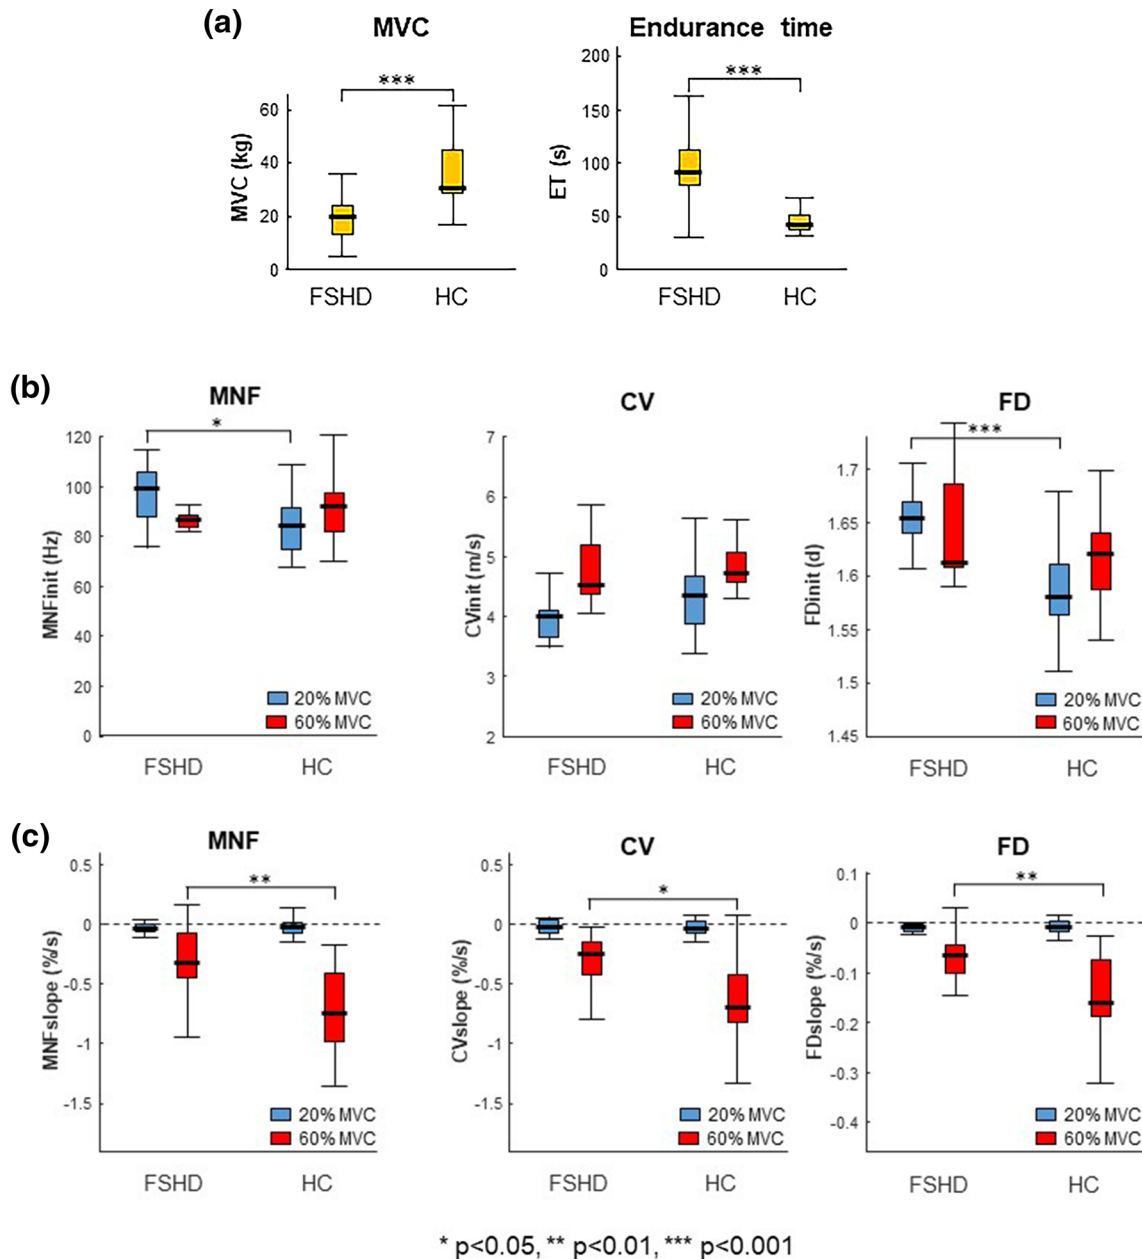 (a)
MVC
Endurance time
***
***
MVC (kg)
60
40
20
0
FSHD
HC
ET (s)
200
150
100
50
0
FSHD
HC
(b)
MNF
CV
FD
*
***
MNFinit (Hz)
120
100
80
60
40
20
0
20% MVC
60% MVC
FSHD
HC
CVinit (m/s)
7
6
5
4
3
2
20% MVC
60% MVC
FSHD
HC
FDinit (d)
1.7
1.65
1.6
1.55
1.5
1.45
20% MVC
60% MVC
FSHD
HC
(c)
MNF
CV
FD
**
*
**
MNFslope (%/s)
0.5
0
-0.5
-1
-1.5
20% MVC
60% MVC
FSHD
HC
CVslope (%/s)
0.5
0
-0.5
-1
-1.5
20% MVC
60% MVC
FSHD
HC
FDslope (%/s)
0.1
0
-0.1
-0.2
-0.3
-0.4
20% MVC
60% MVC
FSHD
HC
* p<0.05, ** p<0.01, *** p<0.001